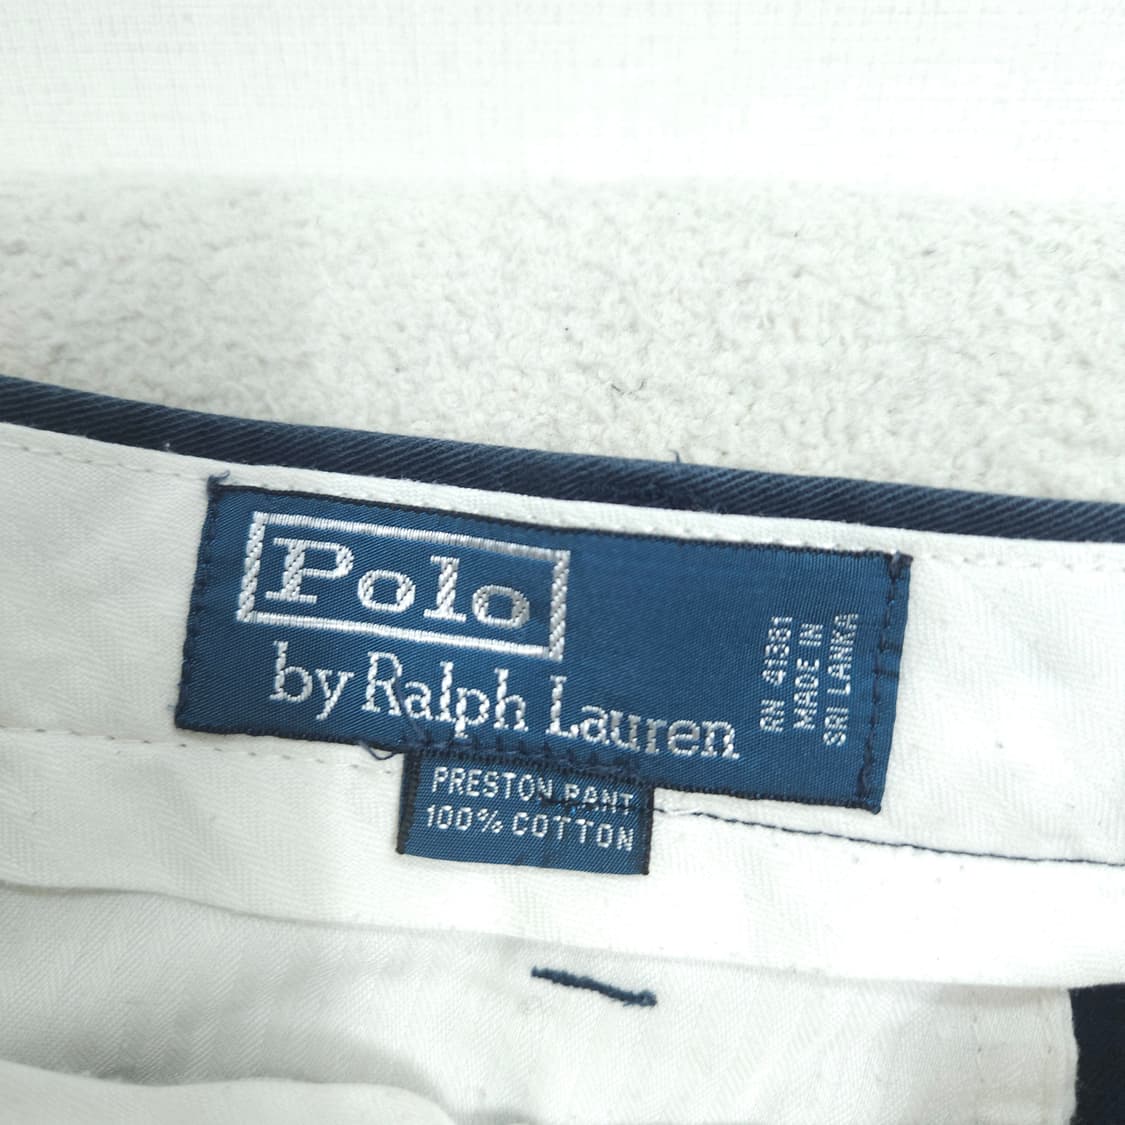 Polo
by Ralph Lauren
RN 41381
MADE IN
SRI LANKA
PRESTON PANT
100% COTTON